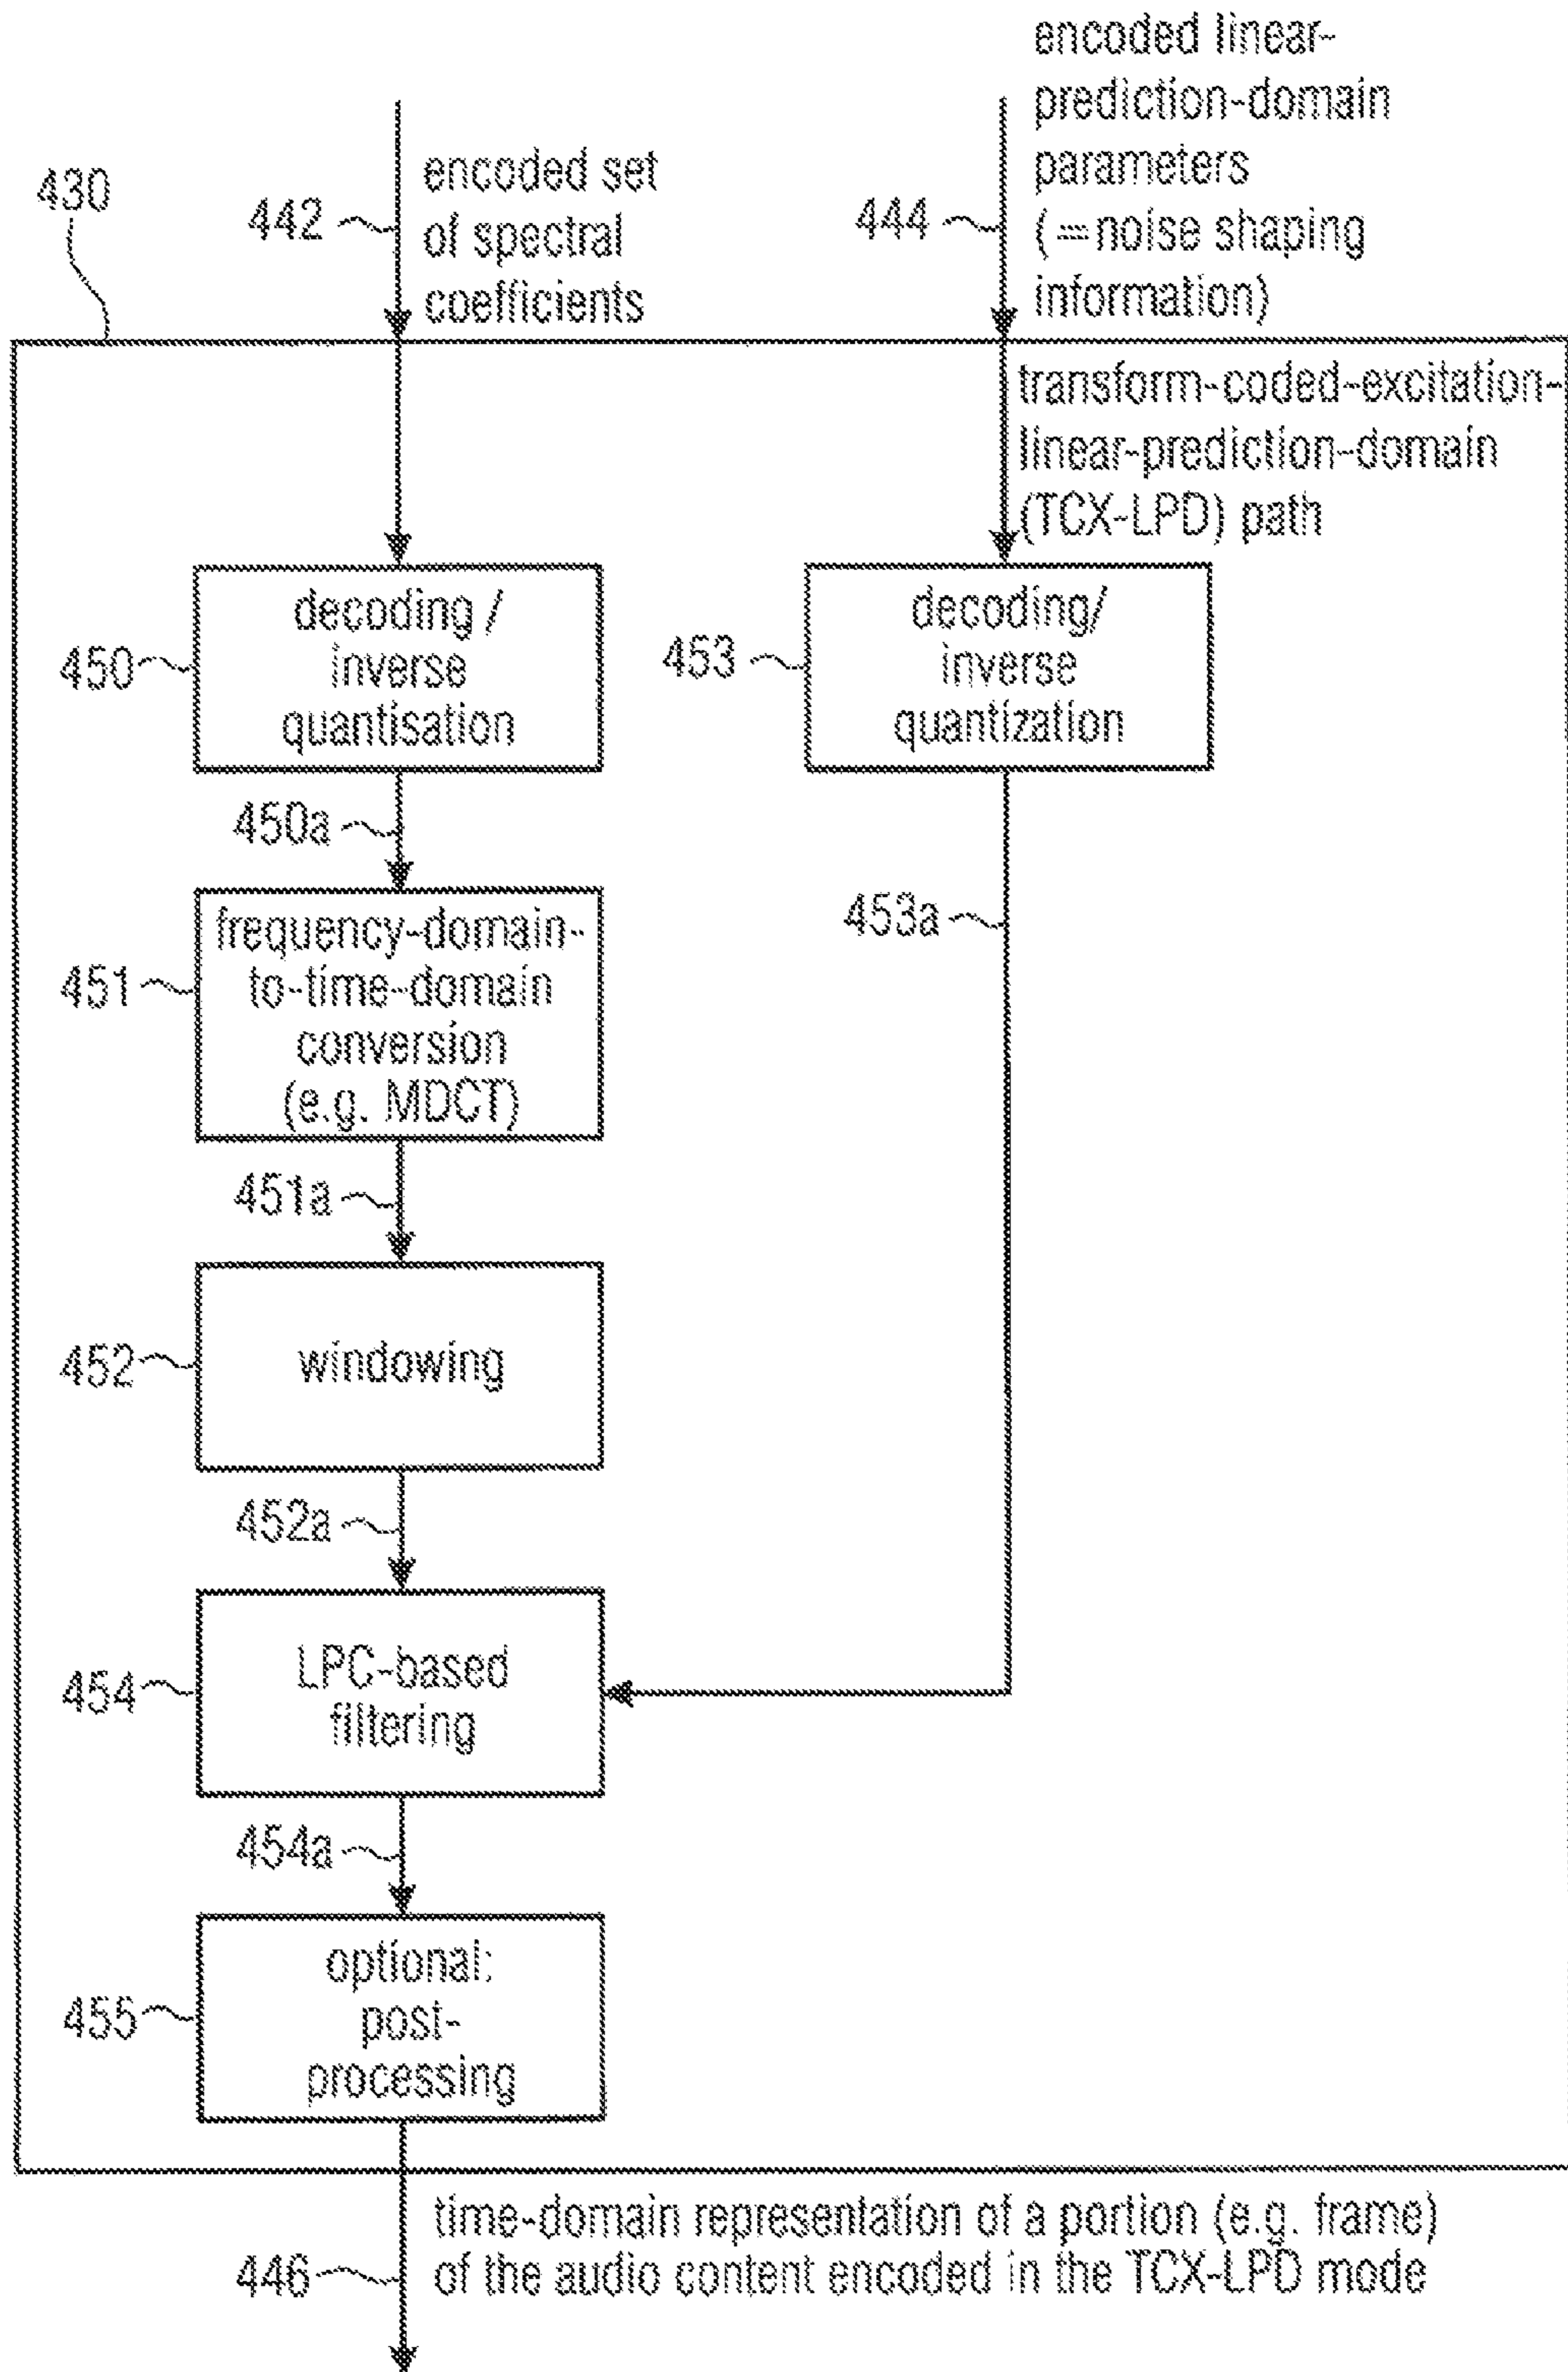 encoded linear-
prediction-domain
parameters
(=noise shaping
information)
444
encoded set
of spectral
coefficients
442
430
transform-coded-excitation-
linear-prediction-domain
(TCX-LPD) path
decoding /
inverse
quantisation
450
decoding/
inverse
quantization
453
450a
453a
frequency-domain-
to-time-domain
conversion
(e.g. MDCT)
451
451a
windowing
452
452a
LPC-based
filtering
454
454a
optional:
post-
processing
455
time-domain representation of a portion (e.g. frame)
of the audio content encoded in the TCX-LPD mode
446